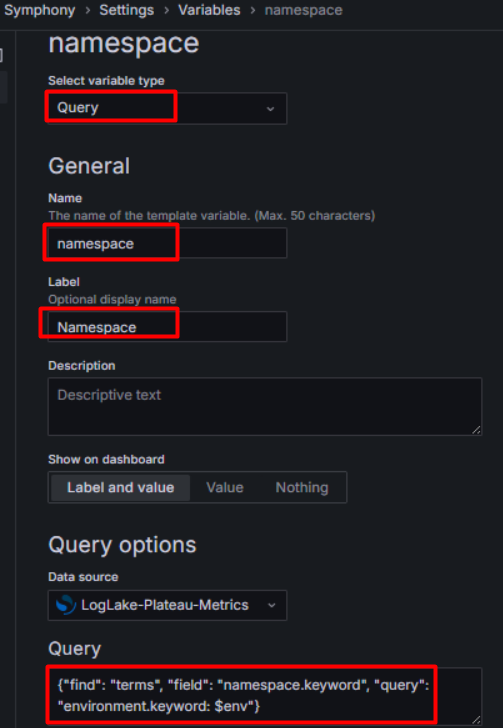 Symphony > Settings > Variables > namespace
namespace
Select variable type
Query
General
Name
The name of the template variable. (Max. 50 characters)
namespace
Label
Optional display name
Namespace
Description
Descriptive text
Show on dashboard
Label and value Value Nothing
Query options
Data source
LogLake-Plateau-Metrics
Query
{"find": "terms", "field": "namespace.keyword", "query":
"environment.keyword: $env"}